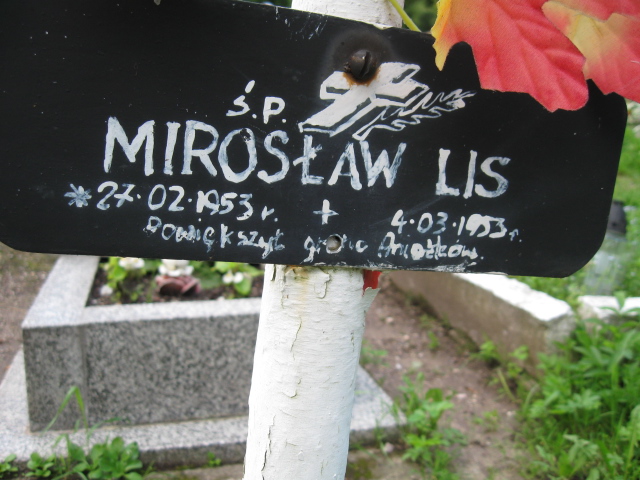 Ś.P.
MIROSŁAW LIS
*27.02.1953 r. + 4.03.1953 r.
Powiększył grono Aniołków